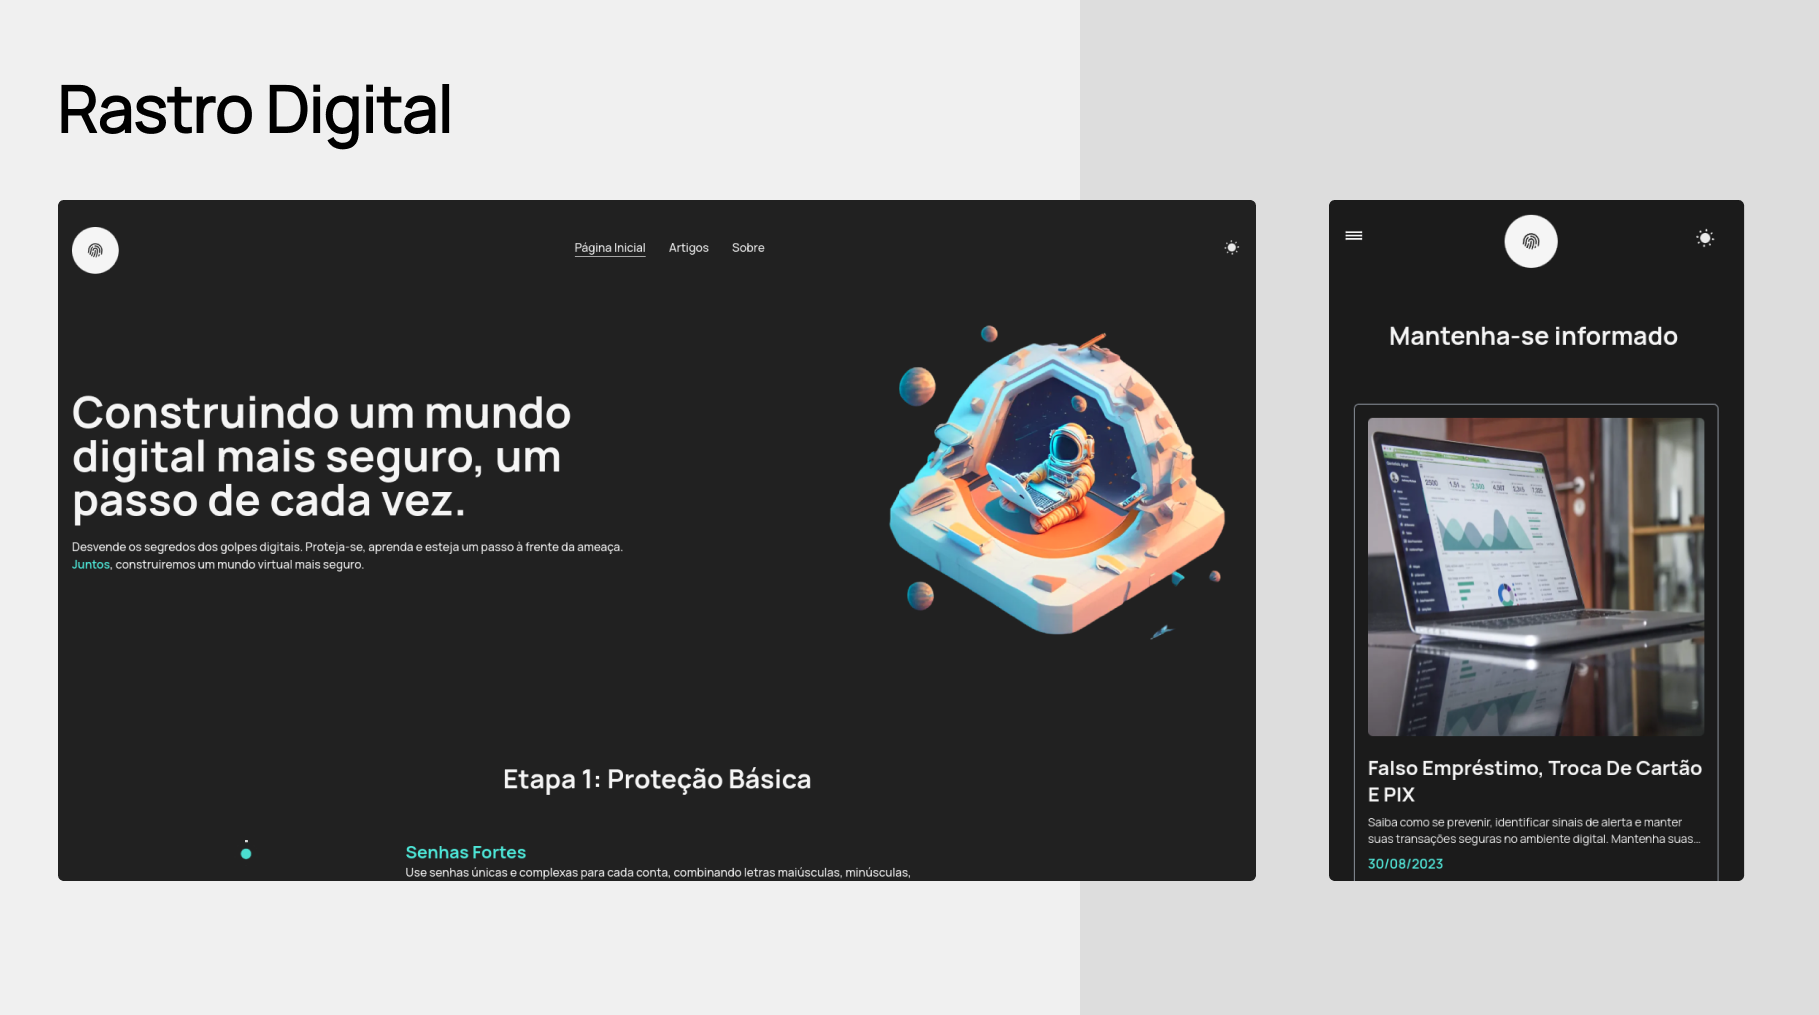 Rastro Digital
Página Inicial
Artigos
Sobre
Construindo um mundo
digital mais seguro, um
passo de cada vez.
Desvende os segredos dos golpes digitais. Proteja-se, aprenda e esteja um passo à frente da ameaça.
Juntos, construiremos um mundo virtual mais seguro.
Etapa 1: Proteção Básica
Senhas Fortes
Use senhas únicas e complexas para cada conta, combinando letras maiúsculas, minúsculas,
Mantenha-se informado
Falso Empréstimo, Troca De Cartão
E PIX
Saiba como se prevenir, identificar sinais de alerta e manter
suas transações seguras no ambiente digital. Mantenha suas...
30/08/2023